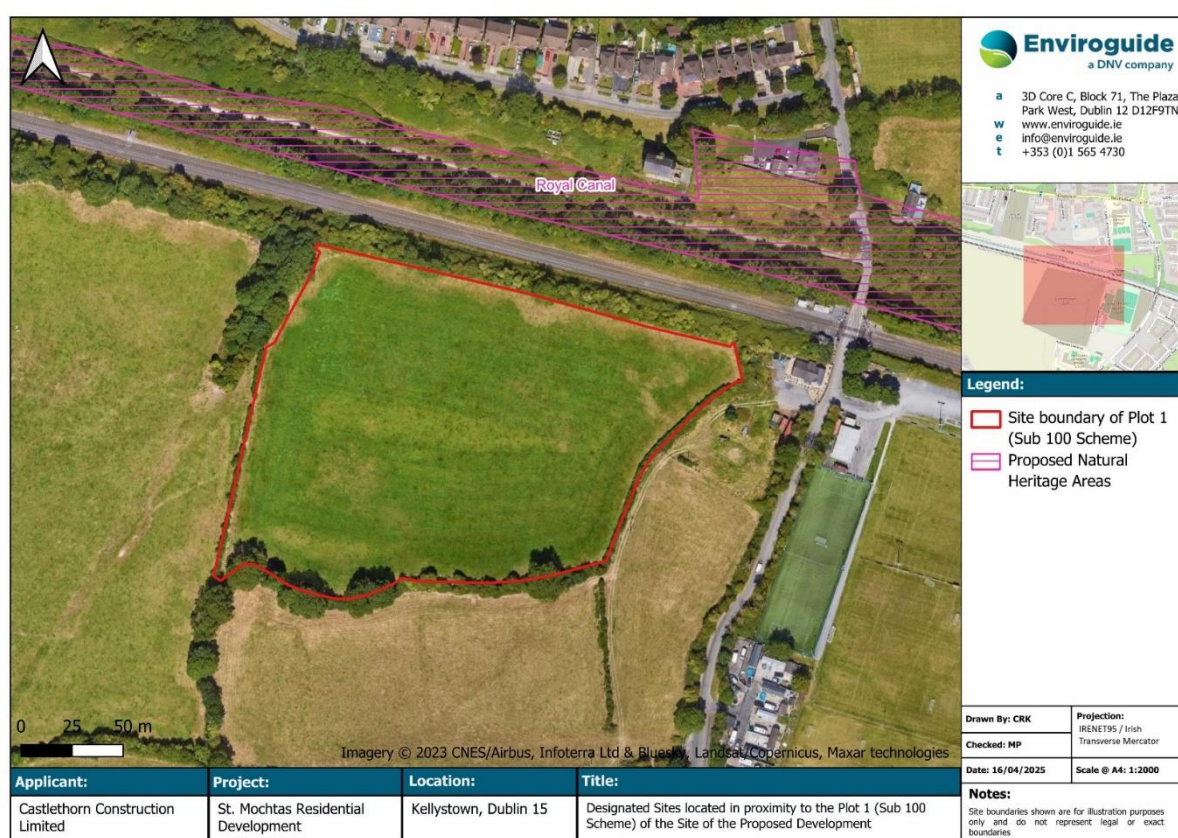 Royal Canal
0 25 50 m
Imagery © 2023 CNES/Airbus, Infoterra Ltd & Bluesky, Landsat/Copernicus, Maxar technologies
Enviroguide
a DNV company
a 3D Core C, Block 71, The Plaza,
Park West, Dublin 12 D12F9TN
w www.enviroguide.ie
e info@enviroguide.ie
t +353 (0)1 565 4730
Legend:
Site boundary of Plot 1
(Sub 100 Scheme)
Proposed Natural
Heritage Areas
Drawn By: CRK
Projection:
IRENET95 / Irish
Transverse Mercator
Checked: MP
Date: 16/04/2025
Scale @ A4: 1:2000
Notes:
Site boundaries shown are for illustration purposes
only and do not represent legal or exact
boundaries
Applicant:
Castlethorn Construction
Limited
Project:
St. Mochtas Residential
Development
Location:
Kellystown, Dublin 15
Title:
Designated Sites located in proximity to the Plot 1 (Sub 100
Scheme) of the Site of the Proposed Development